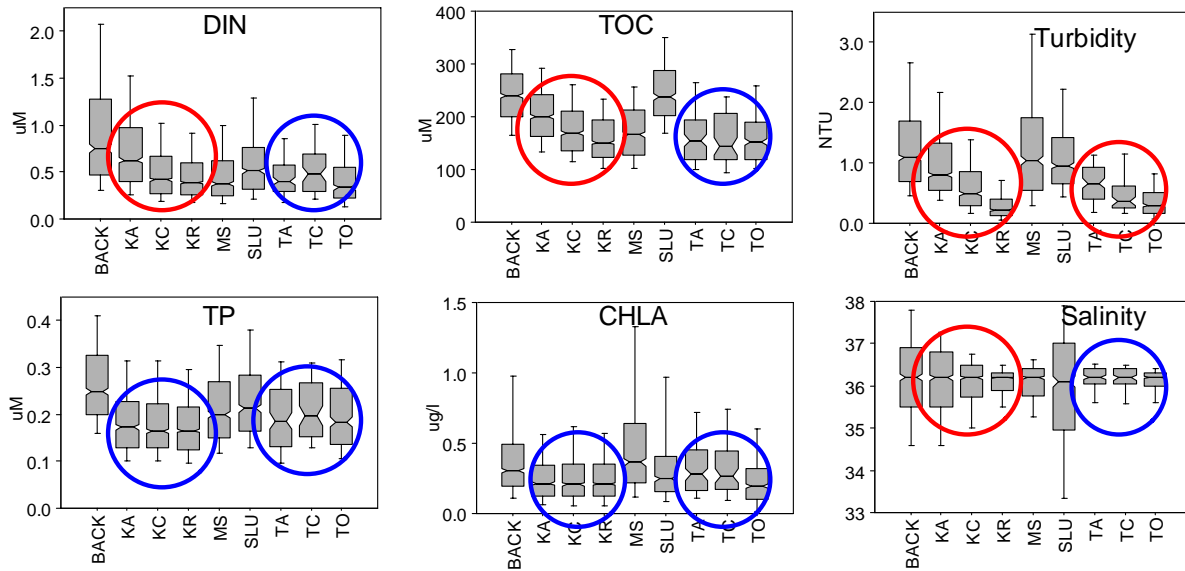 DIN
2.0
1.5
1.0
0.5
0.0
uM
BACK
KA
KC
KR
MS
SLU
TA
TC
TO
TOC
400
300
200
100
0
uM
BACK
KA
KC
KR
MS
SLU
TA
TC
TO
Turbidity
3.0
2.0
1.0
0.0
NTU
BACK
KA
KC
KR
MS
SLU
TA
TC
TO
TP
0.4
0.3
0.2
0.1
0.0
uM
BACK
KA
KC
KR
MS
SLU
TA
TC
TO
CHLA
1.5
1.0
0.5
0.0
ug/l
BACK
KA
KC
KR
MS
SLU
TA
TC
TO
Salinity
38
37
36
35
34
33
BACK
KA
KC
KR
MS
SLU
TA
TC
TO